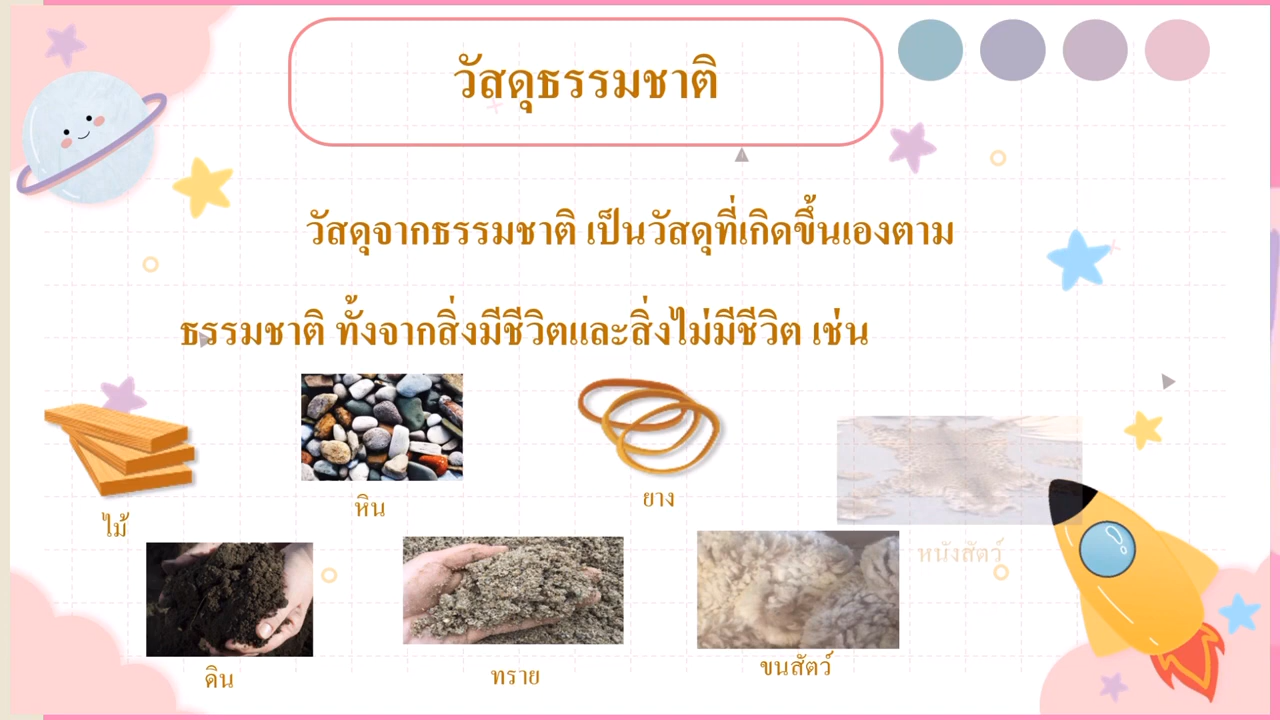 วัสดุธรรมชาติ
วัสดุจากธรรมชาติ เป็นวัสดุที่เกิดขึ้นเองตาม
ธรรมชาติ ทั้งจากสิ่งมีชีวิตและสิ่งไม่มีชีวิต เช่น
ไม้
หิน
ยาง
หนังสัตว์
ดิน
ทราย
ขนสัตว์